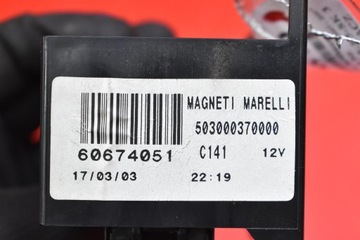 MAGNETI MARELLI
503000370000
60674051 C141 12V
17/03/03 22:19